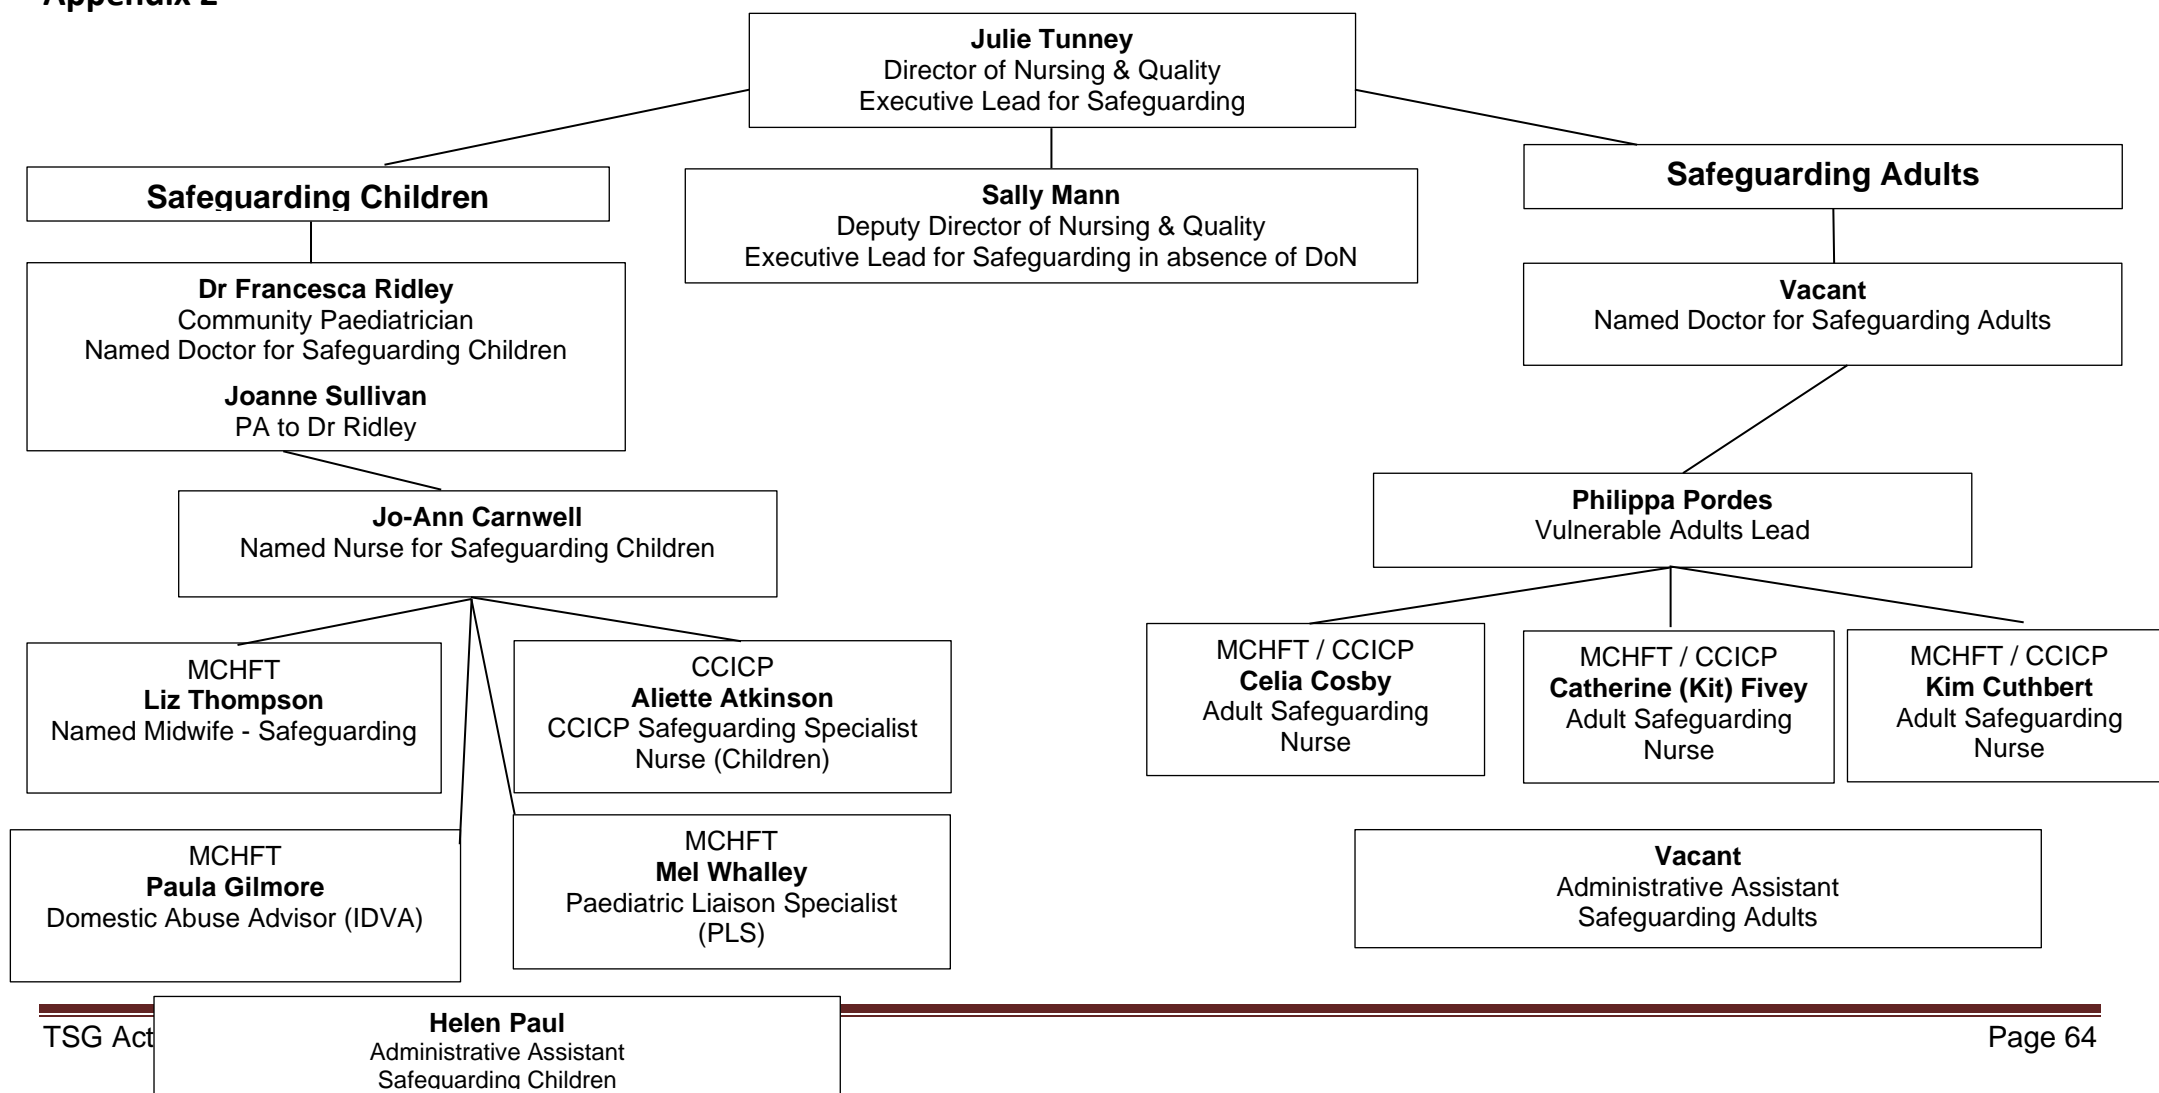 Appendix 2
Julie Tunney
Director of Nursing & Quality
Executive Lead for Safeguarding
Safeguarding Children
Sally Mann
Deputy Director of Nursing & Quality
Executive Lead for Safeguarding in absence of DoN
Safeguarding Adults
Dr Francesca Ridley
Community Paediatrician
Named Doctor for Safeguarding Children
Joanne Sullivan
PA to Dr Ridley
Vacant
Named Doctor for Safeguarding Adults
Jo-Ann Carnwell
Named Nurse for Safeguarding Children
Philippa Pordes
Vulnerable Adults Lead
MCHFT
Liz Thompson
Named Midwife - Safeguarding
CCICP
Aliette Atkinson
CCICP Safeguarding Specialist
Nurse (Children)
MCHFT / CCICP
Celia Cosby
Adult Safeguarding
Nurse
MCHFT / CCICP
Catherine (Kit) Fivey
Adult Safeguarding
Nurse
MCHFT / CCICP
Kim Cuthbert
Adult Safeguarding
Nurse
MCHFT
Paula Gilmore
Domestic Abuse Advisor (IDVA)
MCHFT
Mel Whalley
Paediatric Liaison Specialist
(PLS)
Vacant
Administrative Assistant
Safeguarding Adults
Helen Paul
Administrative Assistant
Safeguarding Children
TSG Act
Page 64